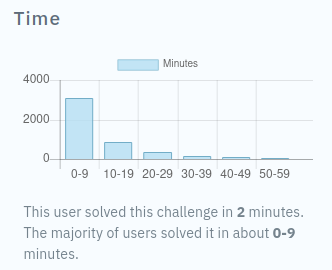 Time
Minutes
4000
2000
0
0-9 10-19 20-29 30-39 40-49 50-59
This user solved this challenge in 2 minutes.
The majority of users solved it in about 0-9
minutes.